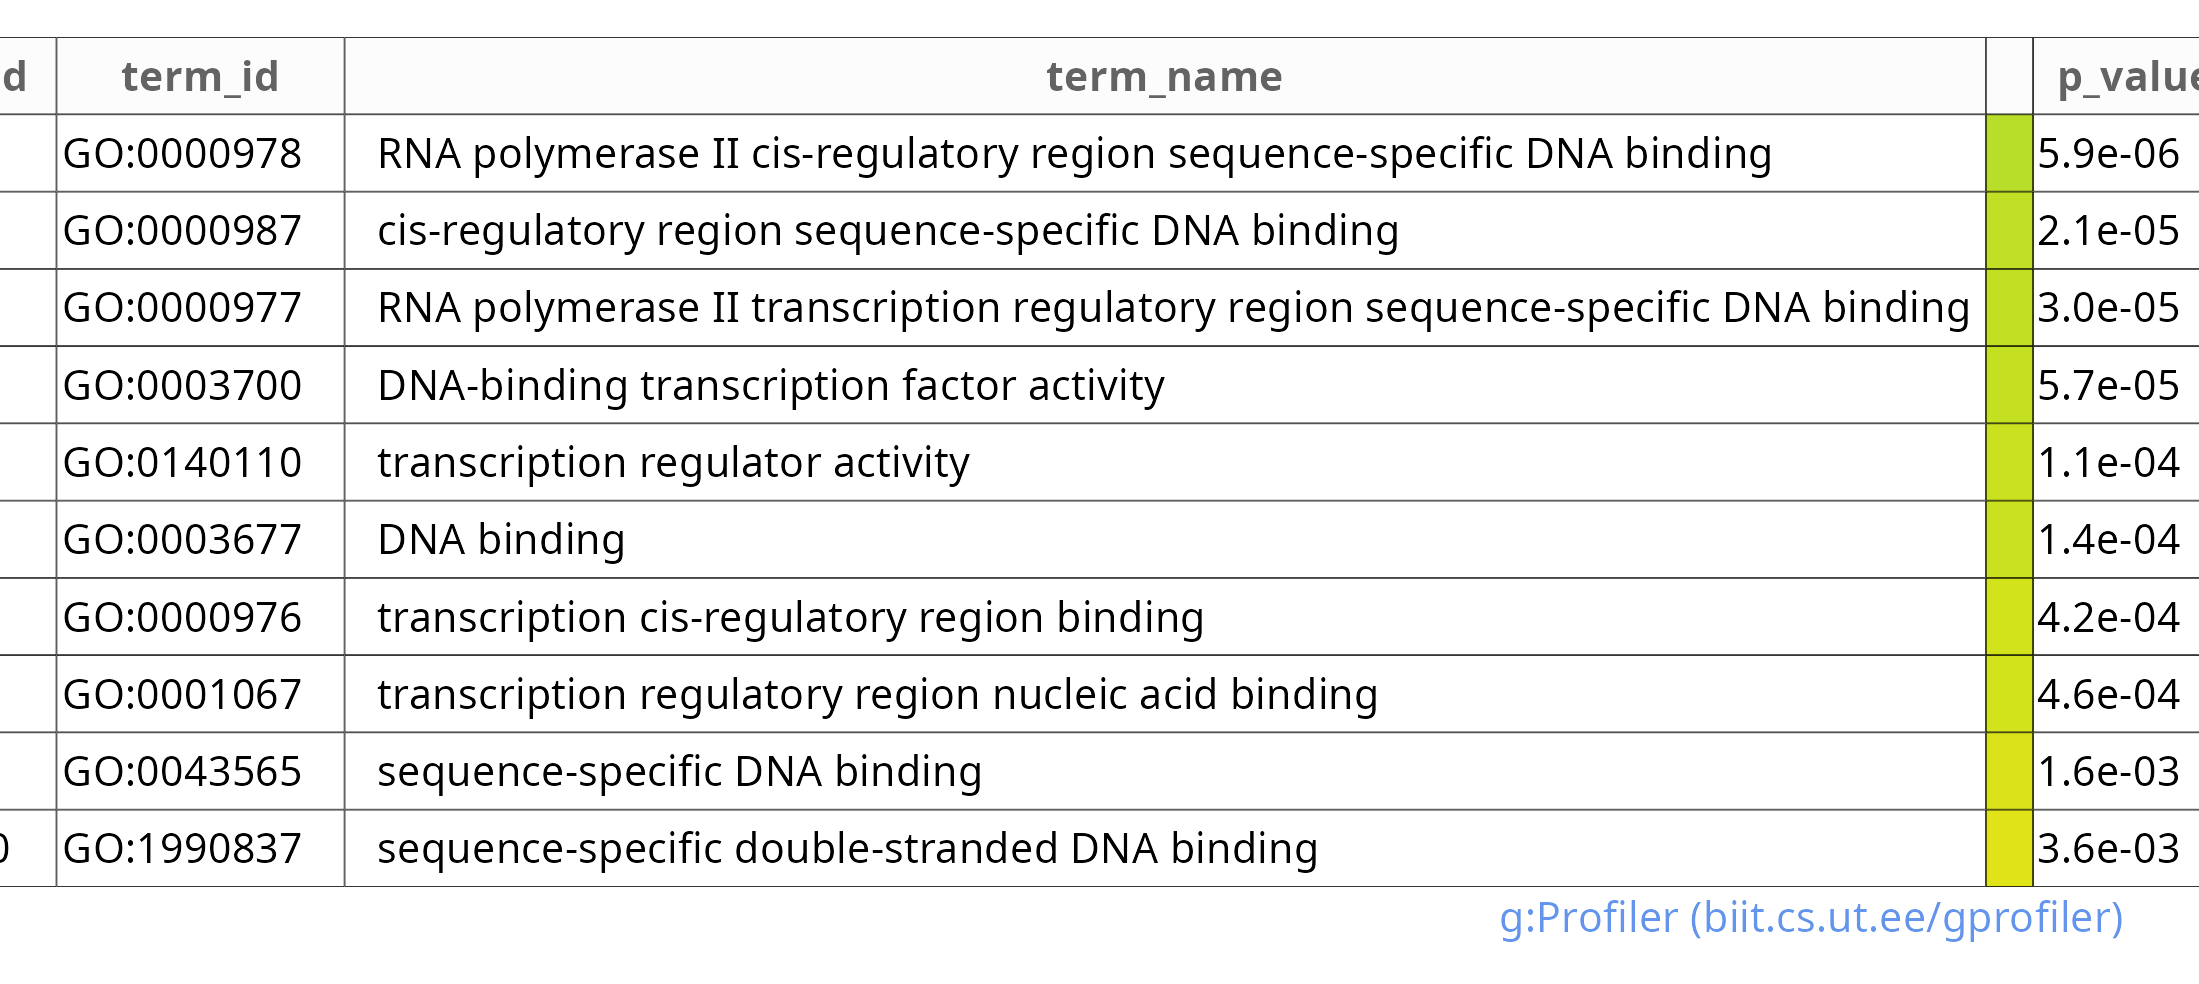 d term_id term_name p_value
GO:0000978 RNA polymerase II cis-regulatory region sequence-specific DNA binding 5.9e-06
GO:0000987 cis-regulatory region sequence-specific DNA binding 2.1e-05
GO:0000977 RNA polymerase II transcription regulatory region sequence-specific DNA binding 3.0e-05
GO:0003700 DNA-binding transcription factor activity 5.7e-05
GO:0140110 transcription regulator activity 1.1e-04
GO:0003677 DNA binding 1.4e-04
GO:0000976 transcription cis-regulatory region binding 4.2e-04
GO:0001067 transcription regulatory region nucleic acid binding 4.6e-04
GO:0043565 sequence-specific DNA binding 1.6e-03
0 GO:1990837 sequence-specific double-stranded DNA binding 3.6e-03
g:Profiler (biit.cs.ut.ee/gprofiler)